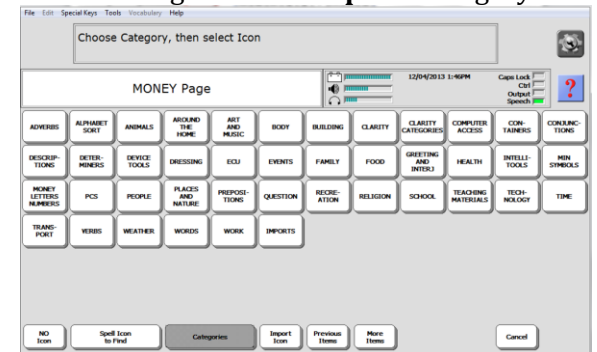 File Edit Special Keys Tools Vocabulary Help
Choose Category, then select Icon
MONEY Page
12/04/2013 1:46PM
Caps Lock
Ctrl
Output
Speech
?
ADVERBS ALPHABET SORT ANIMALS AROUND THE HOME ART AND MUSIC BODY BUILDING CLARITY CLARITY CATEGORIES COMPUTER ACCESS CON-TAINERS CONJUNC-TIONS
DESCRIP-TIONS DETER-MINERS DEVICE TOOLS DRESSING ECU EVENTS FAMILY FOOD GREETING AND INTERJ HEALTH INTELLI-TOOLS MIN SYMBOLS
MONEY LETTERS NUMBERS PCS PEOPLE PLACES AND NATURE PREPOSI-TIONS QUESTION RECRE-ATION RELIGION SCHOOL TEACHING MATERIALS TECH-NOLOGY TIME
TRANS-PORT VERBS WEATHER WORDS WORK IMPORTS
NO Icon Spell Icon to Find Categories Import Icon Previous Items More Items Cancel